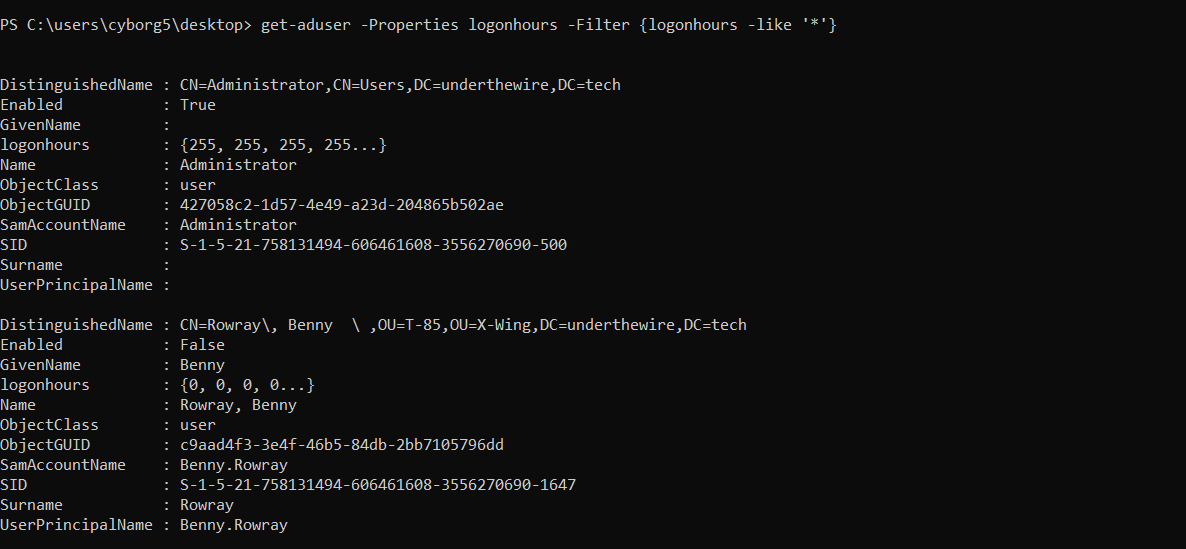 PS C:\users\cyborg5\desktop> get-aduser -Properties logonhours -Filter {logonhours -like '*'}
DistinguishedName : CN=Administrator,CN=Users,DC=underthewire,DC=tech
Enabled           : True
GivenName         :
logonhours        : {255, 255, 255, 255...}
Name              : Administrator
ObjectClass       : user
ObjectGUID        : 427058c2-1d57-4e49-a23d-204865b502ae
SamAccountName    : Administrator
SID               : S-1-5-21-758131494-606461608-3556270690-500
Surname           :
UserPrincipalName :
DistinguishedName : CN=Rowray\, Benny  \ ,OU=T-85,OU=X-Wing,DC=underthewire,DC=tech
Enabled           : False
GivenName         : Benny
logonhours        : {0, 0, 0, 0...}
Name              : Rowray, Benny
ObjectClass       : user
ObjectGUID        : c9aad4f3-3e4f-46b5-84db-2bb7105796dd
SamAccountName    : Benny.Rowray
SID               : S-1-5-21-758131494-606461608-3556270690-1647
Surname           : Rowray
UserPrincipalName : Benny.Rowray